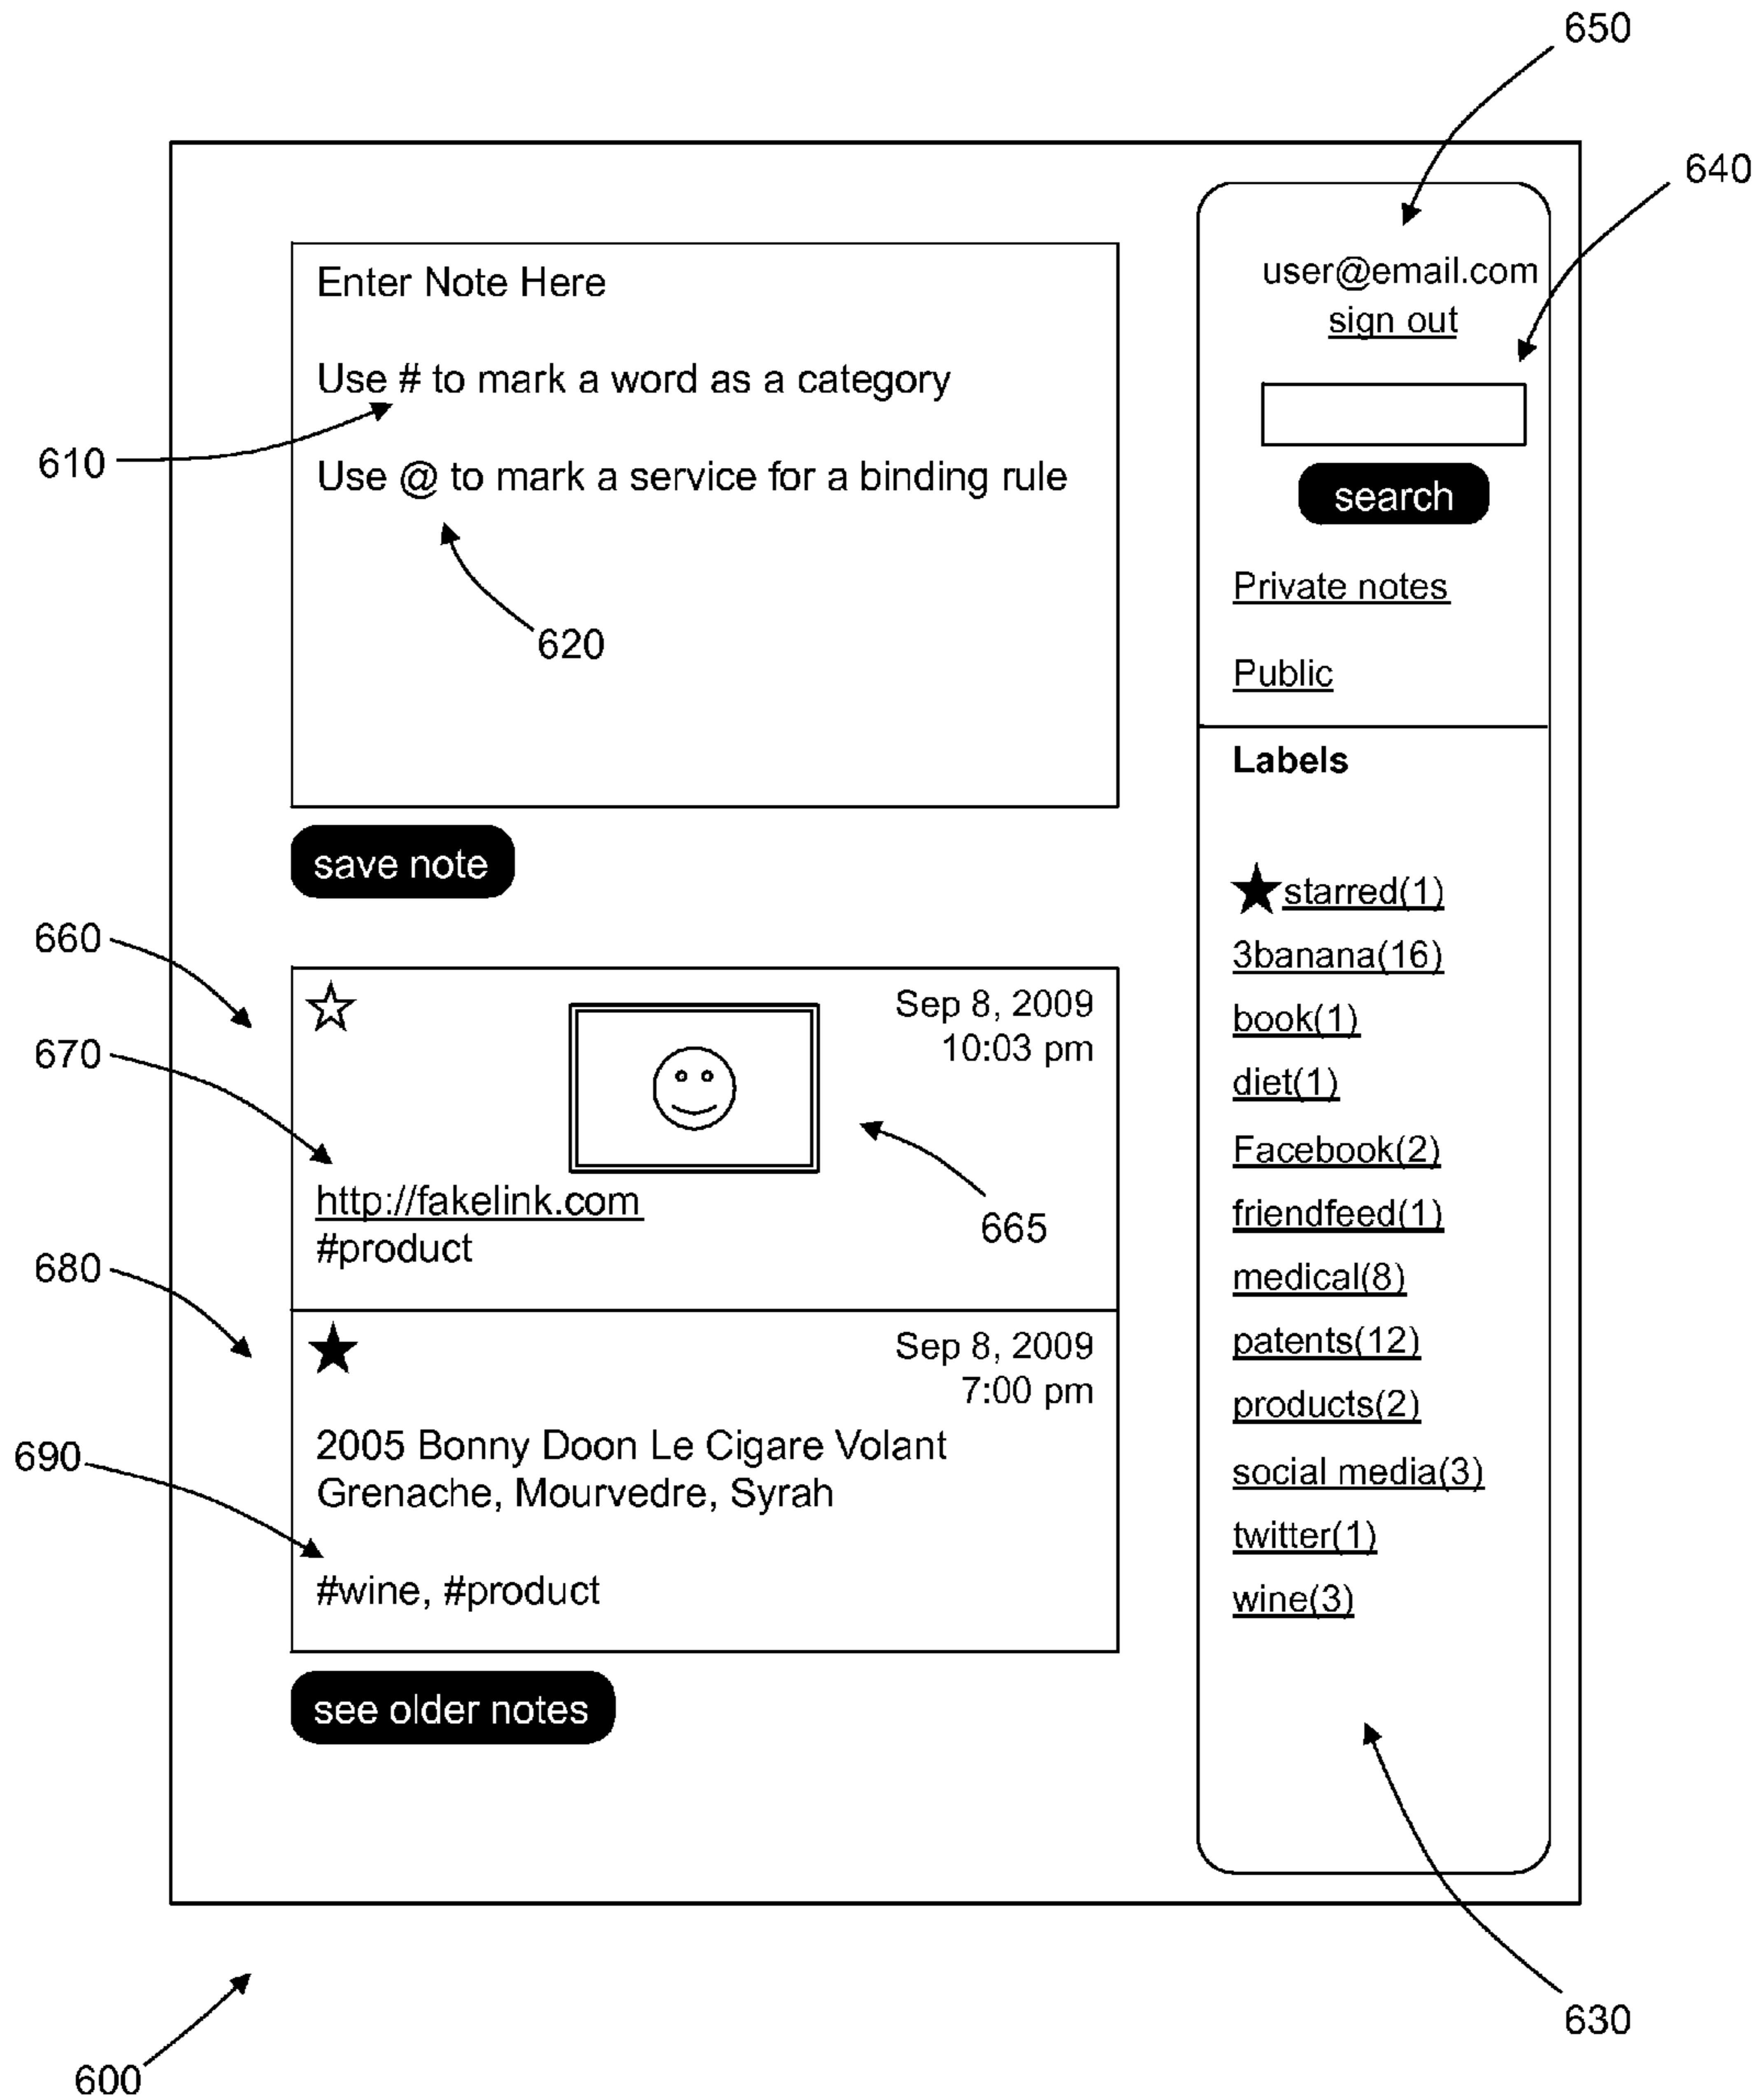 650
640
user@email.com
sign out
search
Private notes
Public
Enter Note Here
Use # to mark a word as a category
610
Use @ to mark a service for a binding rule
620
save note
Labels
starred(1)
3banana(16)
book(1)
diet(1)
Facebook(2)
friendfeed(1)
medical(8)
patents(12)
products(2)
social media(3)
twitter(1)
wine(3)
660
Sep 8, 2009
10:03 pm
670
665
http://fakelink.com
#product
680
Sep 8, 2009
7:00 pm
2005 Bonny Doon Le Cigare Volant
Grenache, Mourvedre, Syrah
690
#wine, #product
see older notes
630
600